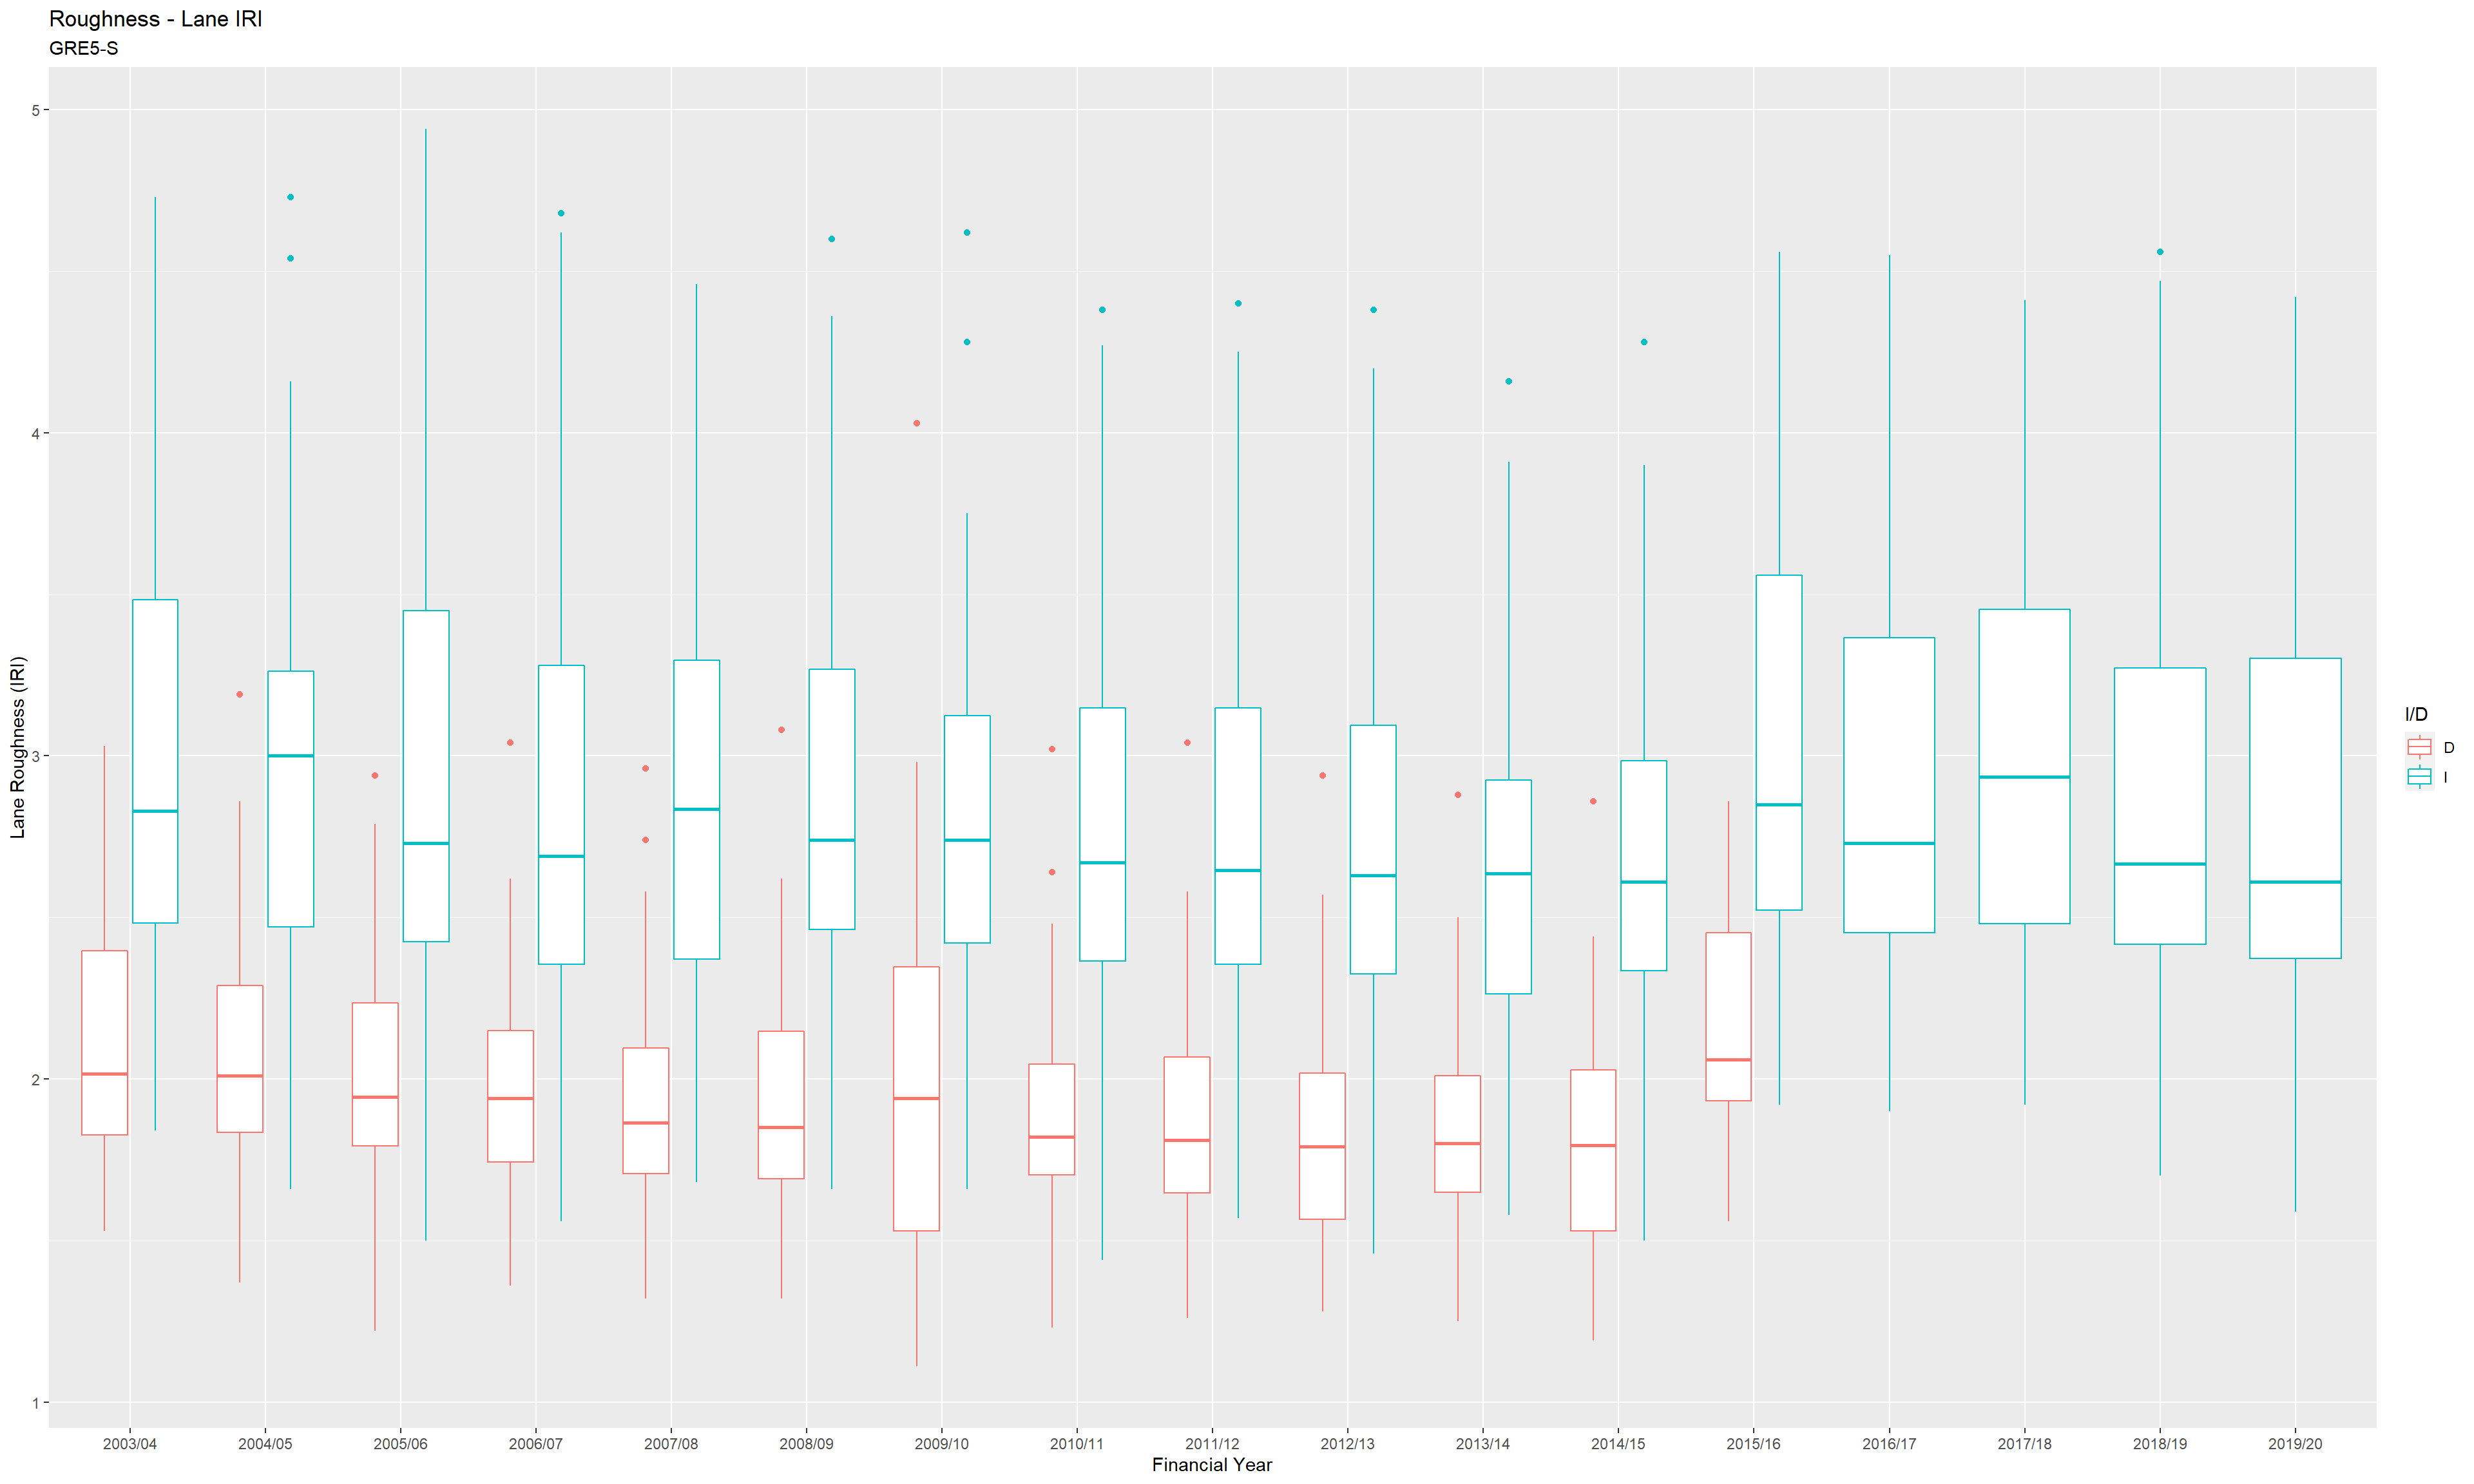 Roughness - Lane IRI
GRE5-S
5
4
3
2
1
Lane Roughness (IRI)
2003/04 2004/05 2005/06 2006/07 2007/08 2008/09 2009/10 2010/11 2011/12 2012/13 2013/14 2014/15 2015/16 2016/17 2017/18 2018/19 2019/20
Financial Year
I/D
D
I